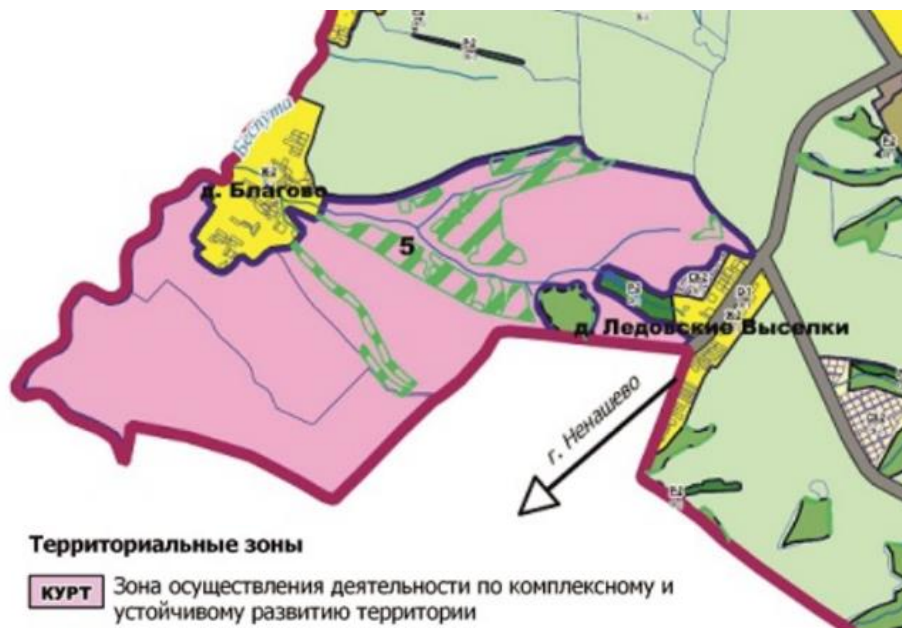 Беспута
д. Благово
5
д. Ледовские Выселки
г. Ненашево
Территориальные зоны
КУРТ
Зона осуществления деятельности по комплексному и
устойчивому развитию территории